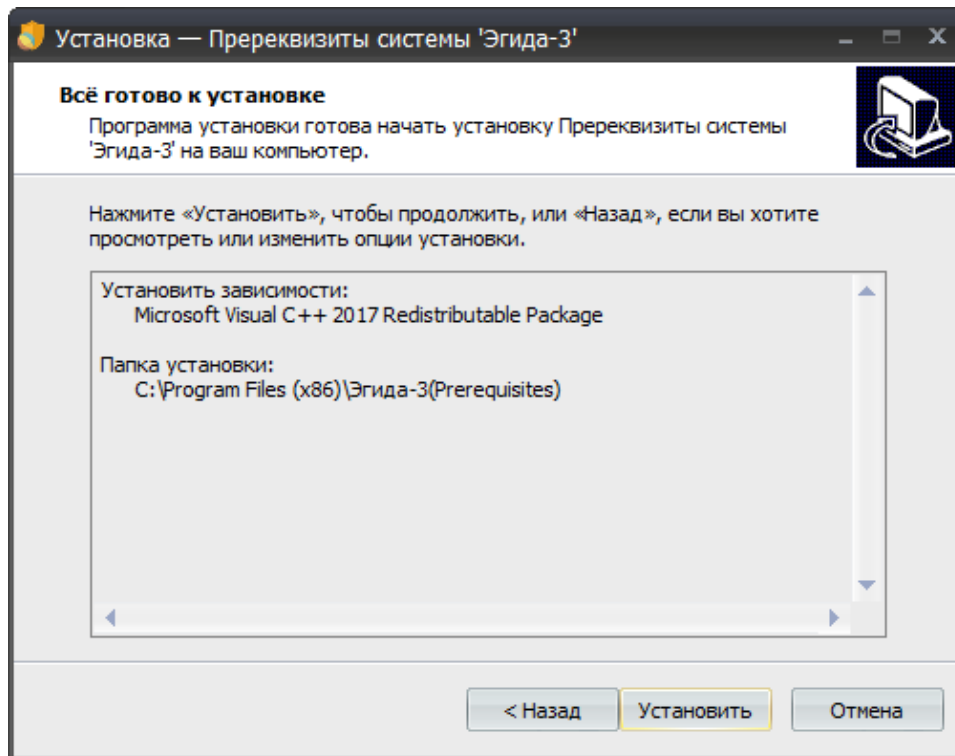 Установка — Пререквизиты системы 'Эгида-3'
Всё готово к установке
Программа установки готова начать установку Пререквизиты системы
'Эгида-3' на ваш компьютер.
Нажмите «Установить», чтобы продолжить, или «Назад», если вы хотите
просмотреть или изменить опции установки.
Установить зависимости:
Microsoft Visual C++ 2017 Redistributable Package
Папка установки:
C:\Program Files (x86)\Эгида-3(Prerequisites)
< Назад
Установить
Отмена